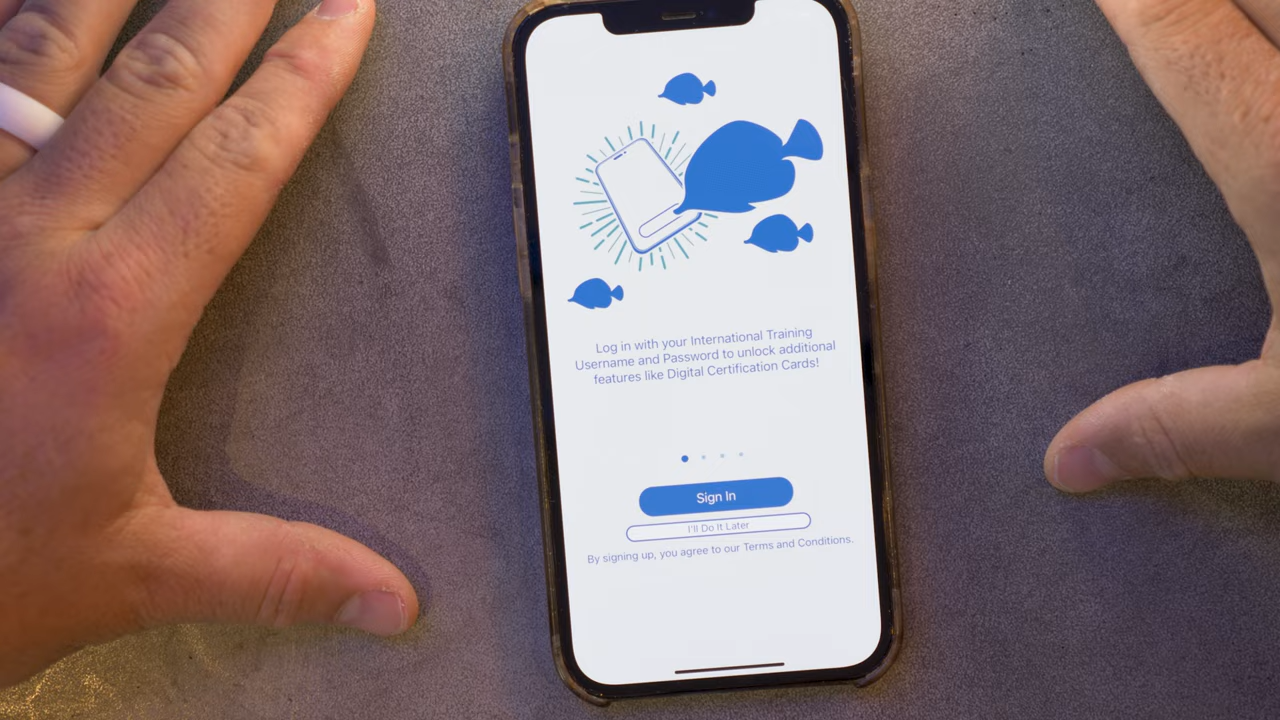 Log in with your International Training
Username and Password to unlock additional
features like Digital Certification Cards!
Sign In
I'll Do It Later
By signing up, you agree to our Terms and Conditions.